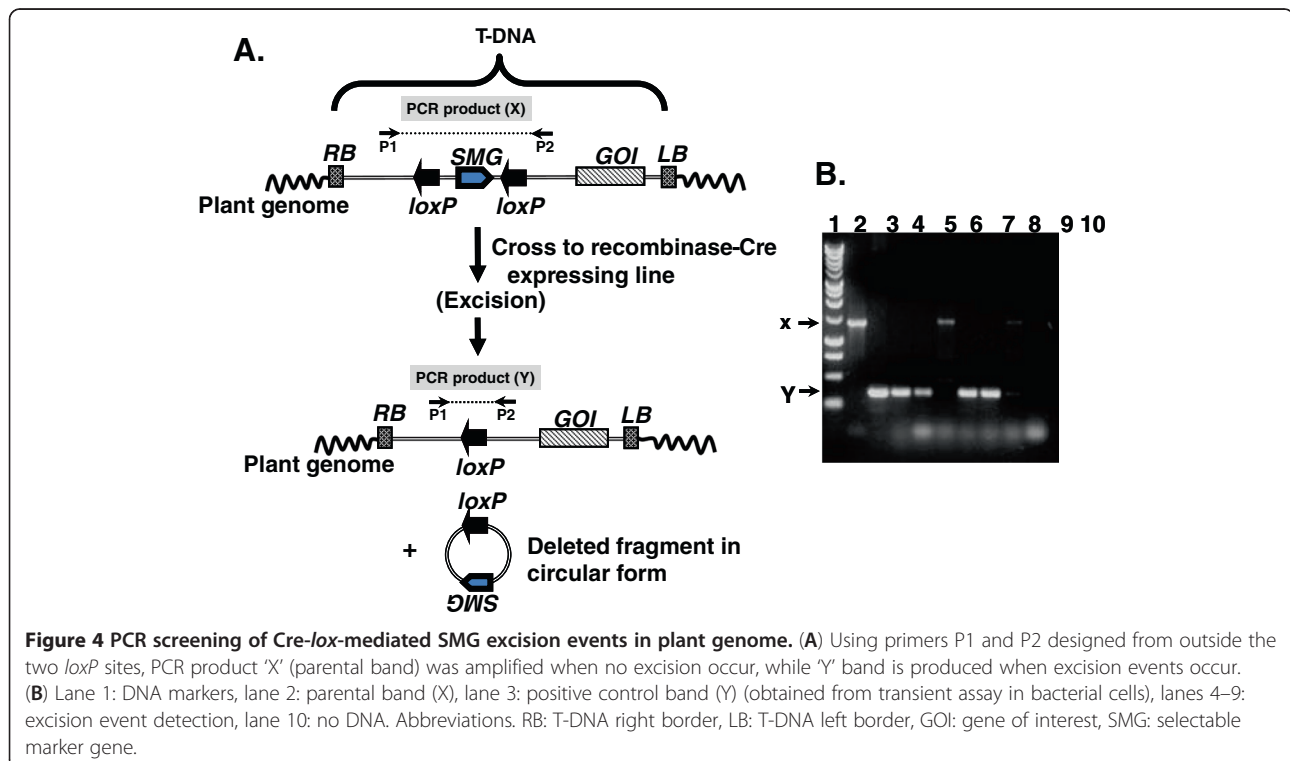 A.
T-DNA
PCR product (X)
P1
P2
RB
SMG
GOI
LB
Plant genome
loxP
loxP
Cross to recombinase-Cre
expressing line
(Excision)
PCR product (Y)
P1
P2
RB
GOI
LB
Plant genome
loxP
loxP
+
Deleted fragment in
circular form
SMG
B.
1 2 3 4 5 6 7 8 9 10
x
Y
Figure 4 PCR screening of Cre-lox-mediated SMG excision events in plant genome. (A) Using primers P1 and P2 designed from outside the
two loxP sites, PCR product ‘X’ (parental band) was amplified when no excision occur, while ‘Y’ band is produced when excision events occur.
(B) Lane 1: DNA markers, lane 2: parental band (X), lane 3: positive control band (Y) (obtained from transient assay in bacterial cells), lanes 4–9:
excision event detection, lane 10: no DNA. Abbreviations. RB: T-DNA right border, LB: T-DNA left border, GOI: gene of interest, SMG: selectable
marker gene.